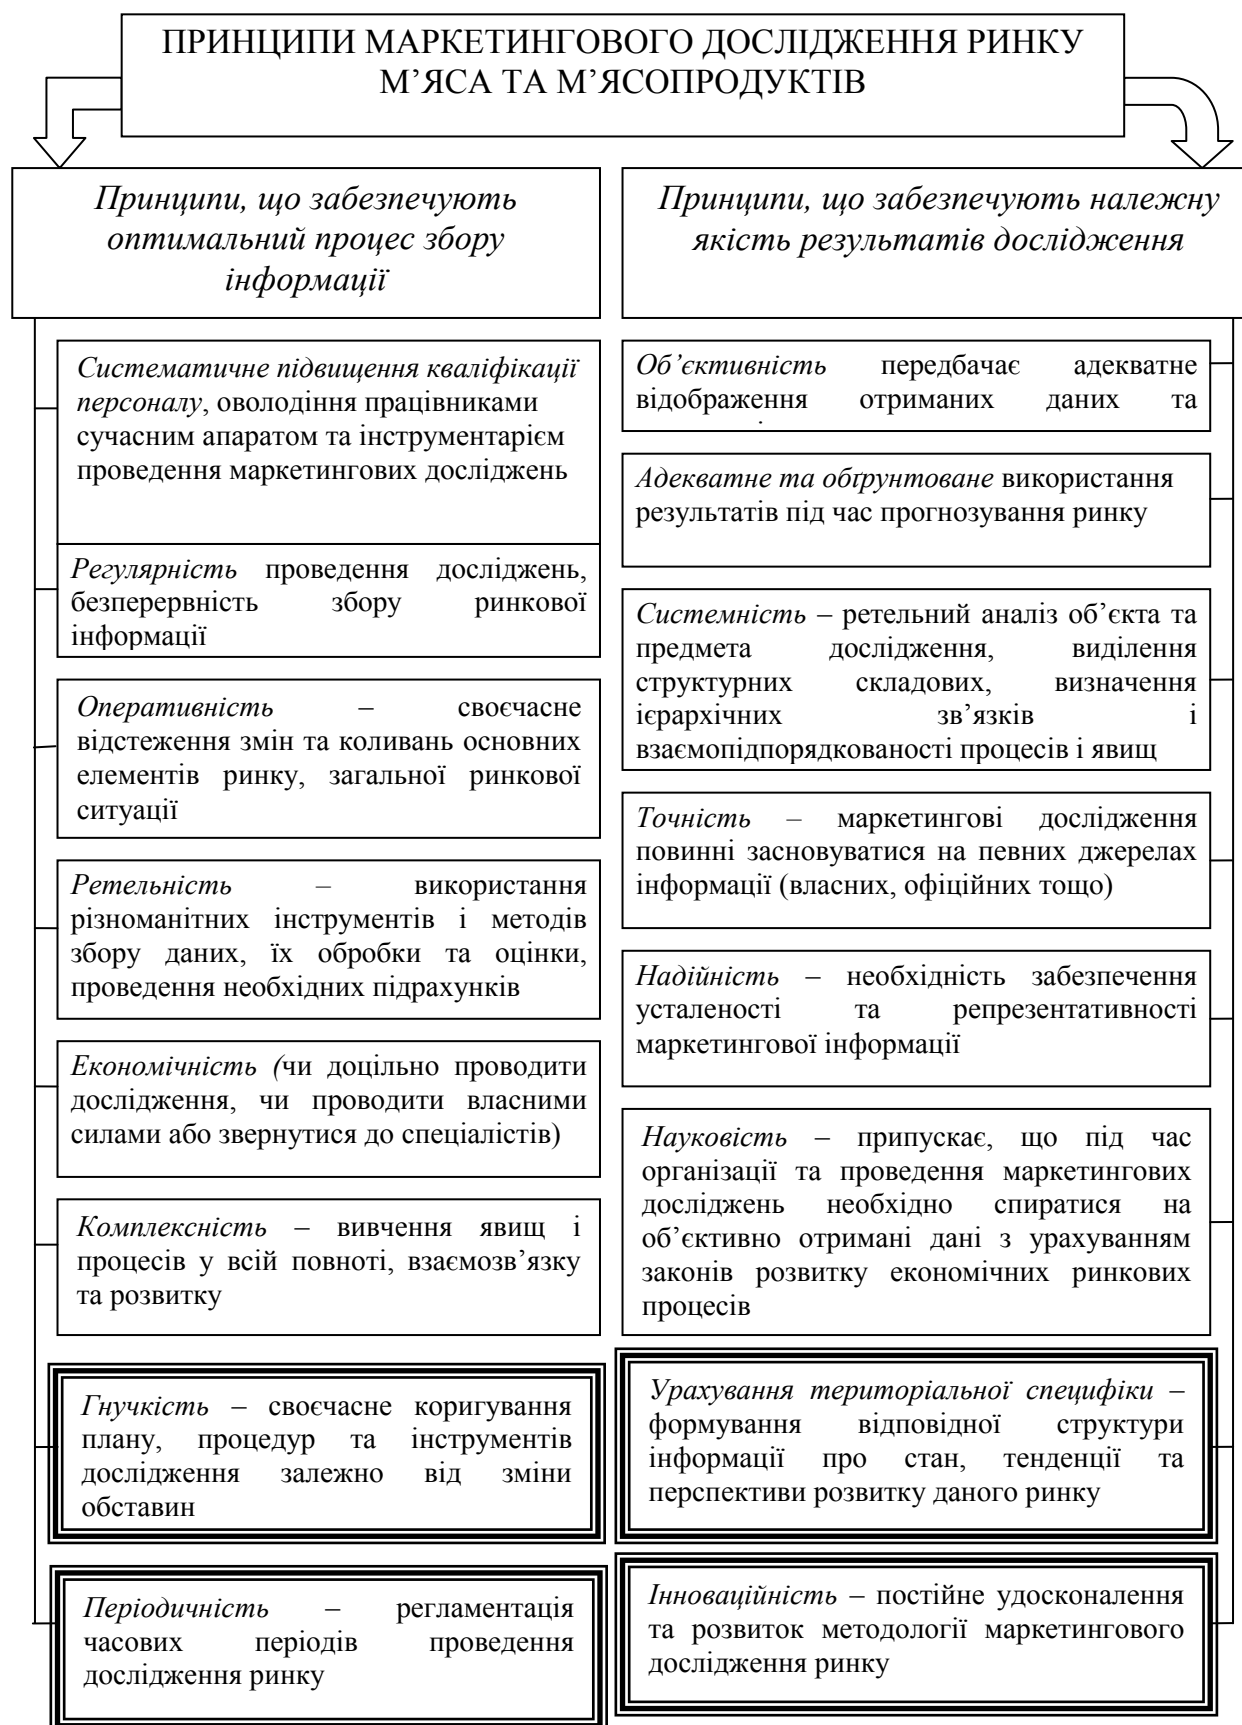 ПРИНЦИПИ МАРКЕТИНГОВОГО ДОСЛІДЖЕННЯ РИНКУ
М’ЯСА ТА М’ЯСОПРОДУКТІВ
Принципи, що забезпечують
оптимальний процес збору
інформації
Систематичне підвищення кваліфікації
персоналу, оволодіння працівниками
сучасним апаратом та інструментарієм
проведення маркетингових досліджень
Регулярність проведення досліджень,
безперервність збору ринкової
інформації
Оперативність – своєчасне
відстеження змін та коливань основних
елементів ринку, загальної ринкової
ситуації
Ретельність – використання
різноманітних інструментів і методів
збору даних, їх обробки та оцінки,
проведення необхідних підрахунків
Економічність (чи доцільно проводити
дослідження, чи проводити власними
силами або звернутися до спеціалістів)
Комплексність – вивчення явищ і
процесів у всій повноті, взаємозв’язку
та розвитку
Гнучкість – своєчасне коригування
плану, процедур та інструментів
дослідження залежно від зміни
обставин
Періодичність – регламентація
часових періодів проведення
дослідження ринку
Принципи, що забезпечують належну
якість результатів дослідження
Об’єктивність передбачає адекватне
відображення отриманих даних та
Адекватне та обґрунтоване використання
результатів під час прогнозування ринку
Системність – ретельний аналіз об’єкта та
предмета дослідження, виділення
структурних складових, визначення
ієрархічних зв’язків і
взаємопідпорядкованості процесів і явищ
Точність – маркетингові дослідження
повинні засновуватися на певних джерелах
інформації (власних, офіційних тощо)
Надійність – необхідність забезпечення
усталеності та репрезентативності
маркетингової інформації
Науковість – припускає, що під час
організації та проведення маркетингових
досліджень необхідно спиратися на
об’єктивно отримані дані з урахуванням
законів розвитку економічних ринкових
процесів
Урахування територіальної специфіки –
формування відповідної структури
інформації про стан, тенденції та
перспективи розвитку даного ринку
Інноваційність – постійне удосконалення
та розвиток методології маркетингового
дослідження ринку